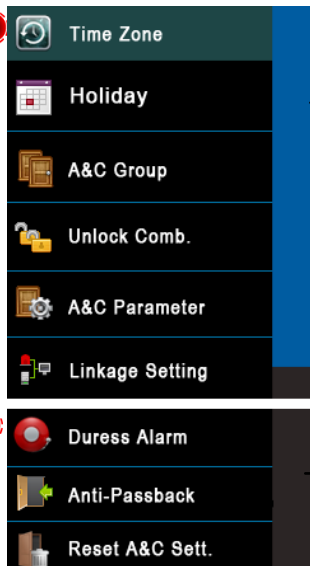 Time Zone
Holiday
A&C Group
Unlock Comb.
A&C Parameter
Linkage Setting
Duress Alarm
Anti-Passback
Reset A&C Sett.